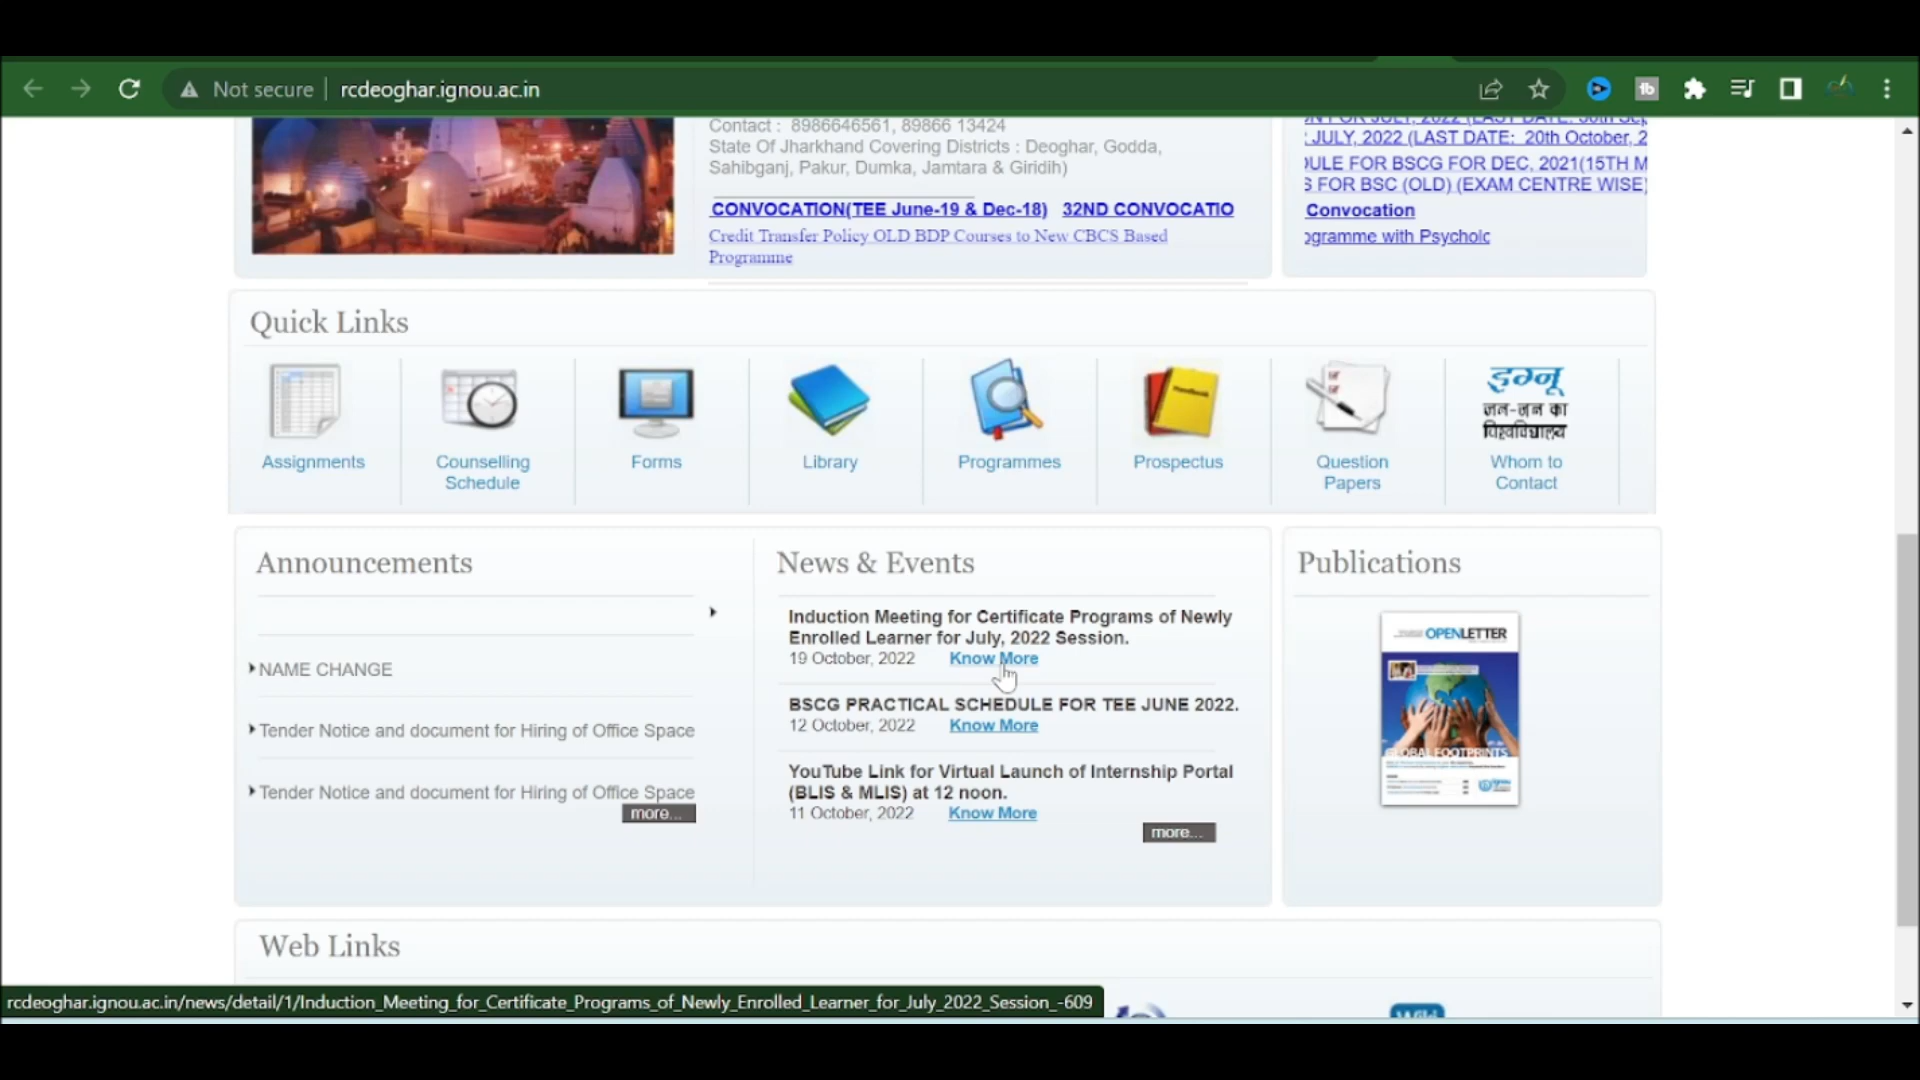 Not secure
rcdeoghar.ignou.ac.in
Contact : 8986646561, 89866 13424
State Of Jharkhand Covering Districts : Deoghar, Godda,
Sahibganj, Pakur, Dumka, Jamtara & Giridih)
CONVOCATION(TEE June-19 & Dec-18) 32ND CONVOCATIO
Credit Transfer Policy OLD BDP Courses to New CBCS Based
Programme
JULY, 2022 (LAST DATE: 20th October, 2
FOR BSCG FOR DEC, 2021(15TH M
S FOR BSC (OLD) (EXAM CENTRE WISE)
Convocation
ogramme with Psycholo
Quick Links
Assignments
Counselling
Schedule
Forms
Library
Programmes
Handbook
Prospectus
Question
Papers
इग्नू
जन-जन का
विश्वविद्यालय
Whom to
Contact
Announcements
NAME CHANGE
Tender Notice and document for Hiring of Office Space
Tender Notice and document for Hiring of Office Space
more...
News & Events
Induction Meeting for Certificate Programs of Newly
Enrolled Learner for July, 2022 Session.
19 October, 2022 Know More
BSCG PRACTICAL SCHEDULE FOR TEE JUNE 2022.
12 October, 2022 Know More
YouTube Link for Virtual Launch of Internship Portal
(BLIS & MLIS) at 12 noon.
11 October, 2022 Know More
more...
Publications
OPENLETTER
GLOBAL FOOTPRINTS
Web Links
rcdeoghar.ignou.ac.in/news/detail/1/Induction_Meeting_for_Certificate_Programs_of_Newly_Enrolled_Learner_for_July_2022_Session_-609